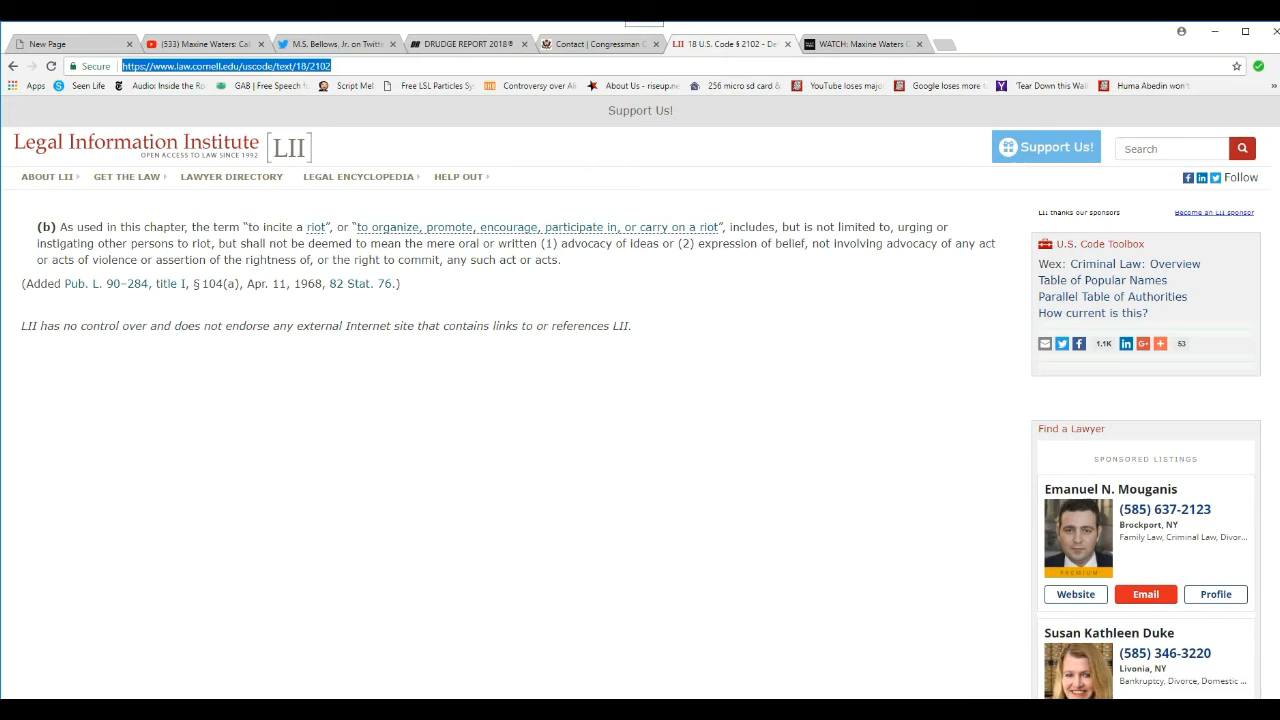 New Page
(533) Maxine Waters: Cal
M.S. Bellows, Jr. on Twitte
DRUDGE REPORT 2018®
Contact | Congressman C
LII 18 U.S. Code § 2102 - De
WATCH: Maxine Waters C
Secure
https://www.law.cornell.edu/uscode/text/18/2102
Apps
Seen Life
Audio: Inside the Ro
GAB | Free Speech f
Script Me!
Free LSL Particles Sy
Controversy over Ali
About Us - riseup.ne
256 micro sd card &
YouTube loses majo
Google loses more t
'Tear Down this Wall
Huma Abedin won't
Support Us!
Legal Information Institute [LII]
OPEN ACCESS TO LAW SINCE 1992
Support Us!
Search
ABOUT LII GET THE LAW LAWYER DIRECTORY LEGAL ENCYCLOPEDIA HELP OUT
Follow
(b) As used in this chapter, the term “to incite a riot”, or “to organize, promote, encourage, participate in, or carry on a riot”, includes, but is not limited to, urging or
instigating other persons to riot, but shall not be deemed to mean the mere oral or written (1) advocacy of ideas or (2) expression of belief, not involving advocacy of any act
or acts of violence or assertion of the rightness of, or the right to commit, any such act or acts.
(Added Pub. L. 90–284, title I, § 104(a), Apr. 11, 1968, 82 Stat. 76.)
LII has no control over and does not endorse any external Internet site that contains links to or references LII.
LII thanks our sponsors
Become an LII sponsor
U.S. Code Toolbox
Wex: Criminal Law: Overview
Table of Popular Names
Parallel Table of Authorities
How current is this?
1.1K
53
Find a Lawyer
SPONSORED LISTINGS
Emanuel N. Mouganis
(585) 637-2123
Brockport, NY
Family Law, Criminal Law, Divor...
PREMIUM
Website Email Profile
Susan Kathleen Duke
(585) 346-3220
Livonia, NY
Bankruptcy, Divorce, Domestic ...